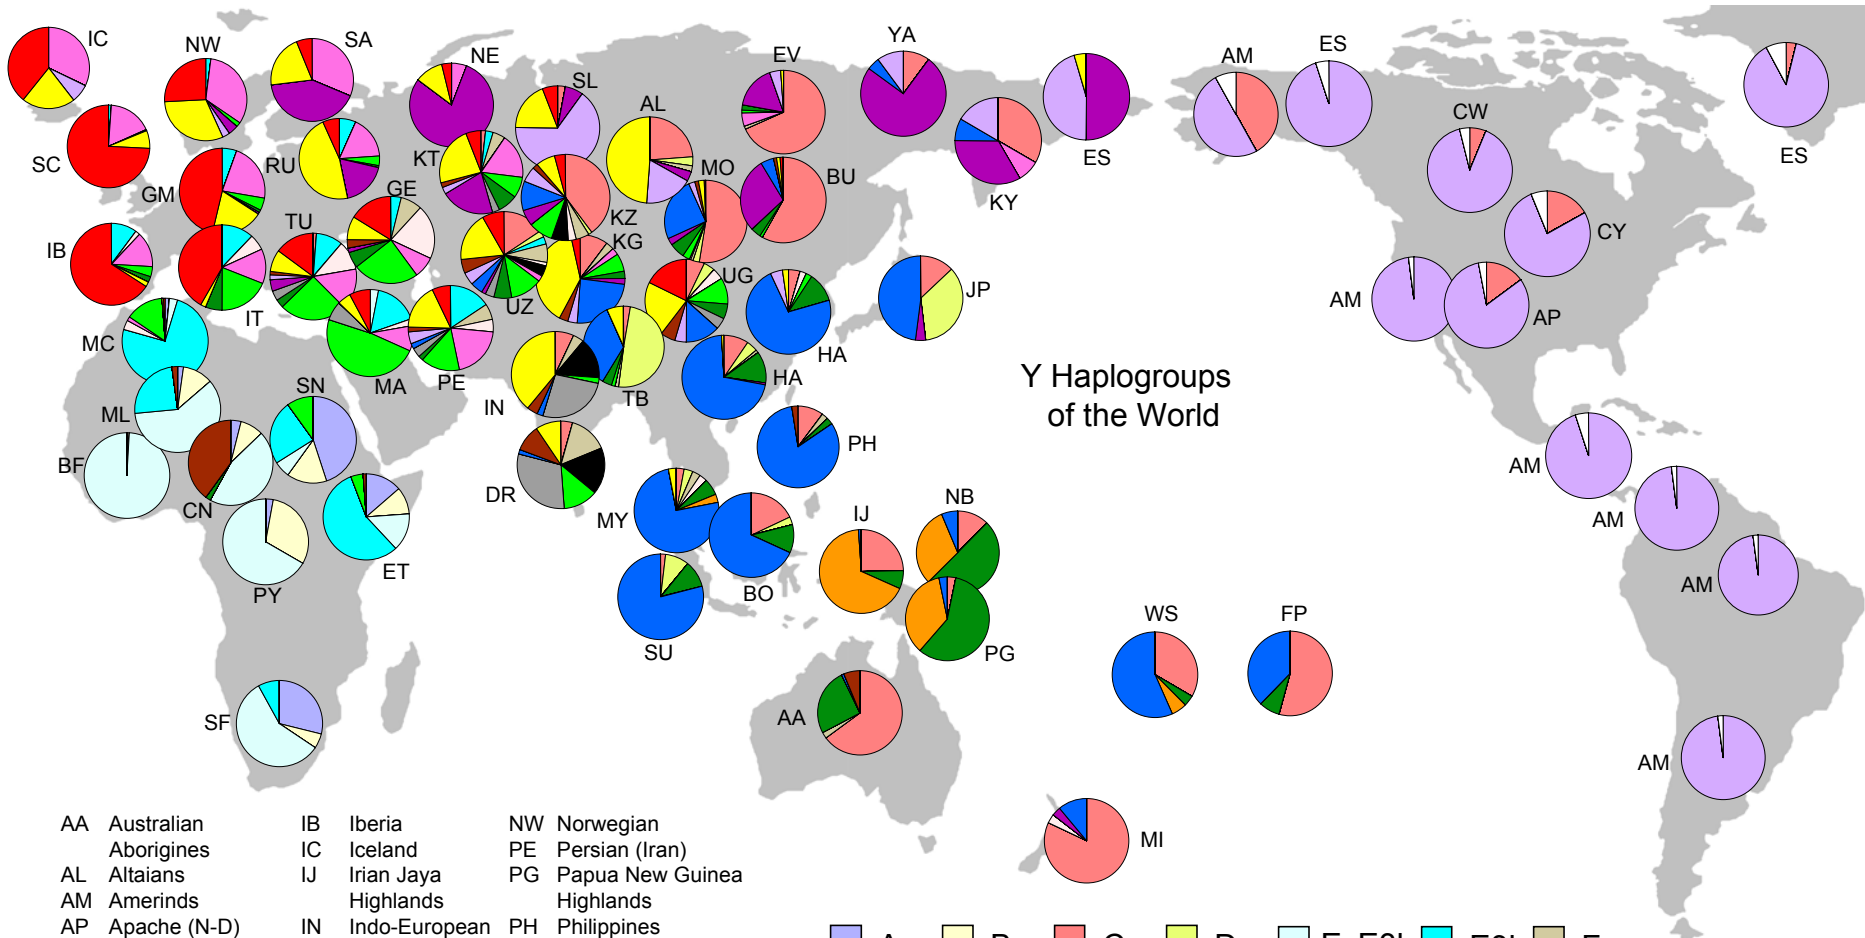 IC
NW
SA
NE
SL
EV
YA
AM
ES
AL
CW
SC
RU
KT
MO
BU
ES
ES
GM
GE
KY
TU
KZ
KG
CY
IB
UG
JP
IT
UZ
AM
AP
MC
HA
MA
PE
HA
Y Haplogroups
of the World
SN
IN
TB
ML
PH
BF
AM
CN
DR
MY
IJ
NB
AM
ET
PY
BO
AM
SU
PG
WS
FP
SF
AA
AM
MI
AA Australian IB Iberia NW Norwegian
Aborigines IC Iceland PE Persian (Iran)
AL Altaians IJ Irian Jaya PG Papua New Guinea
AM Amerinds Highlands Highlands
AP Apache (N-D) IN Indo-European PH Philippines